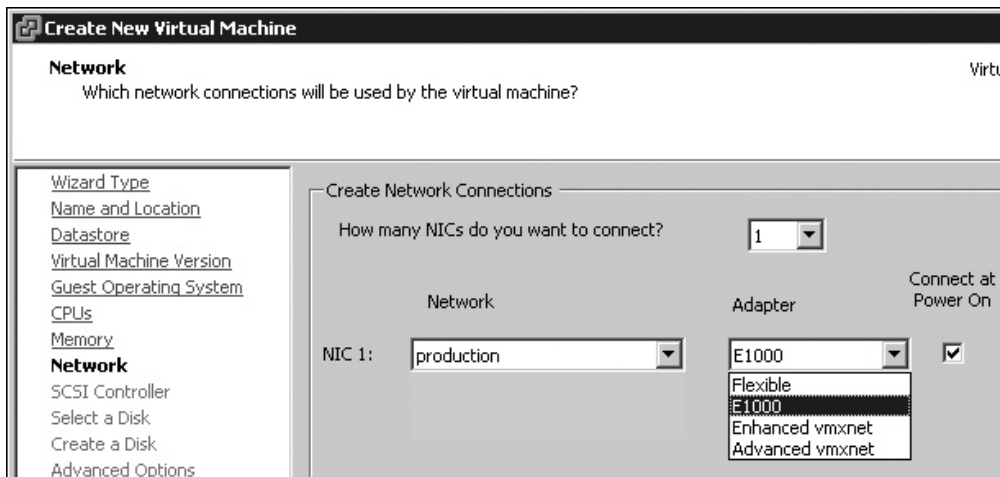 Create New Virtual Machine
Network
Which network connections will be used by the virtual machine?
Wizard Type
Name and Location
Datastore
Virtual Machine Version
Guest Operating System
CPUs
Memory
Network
SCSI Controller
Select a Disk
Create a Disk
Advanced Options
Create Network Connections
How many NICs do you want to connect?
1
Network
Adapter
Connect at
Power On
NIC 1:
production
E1000
Flexible
E1000
Enhanced vmxnet
Advanced vmxnet